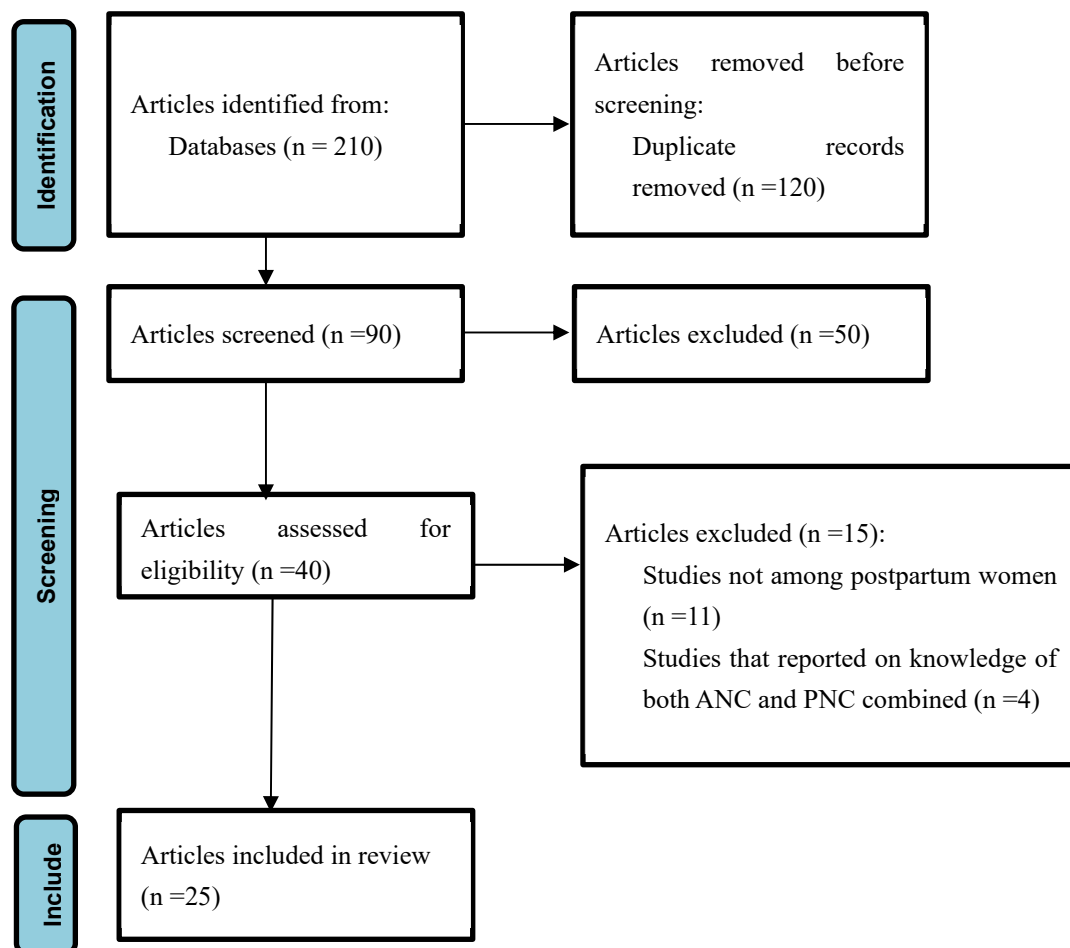 Identification
Articles identified from:
Databases (n = 210)
Articles removed before
screening:
Duplicate records
removed (n =120)
Screening
Articles screened (n =90)
Articles excluded (n =50)
Articles assessed for
eligibility (n =40)
Articles excluded (n =15):
Studies not among postpartum women
(n =11)
Studies that reported on knowledge of
both ANC and PNC combined (n =4)
Include
Articles included in review
(n =25)